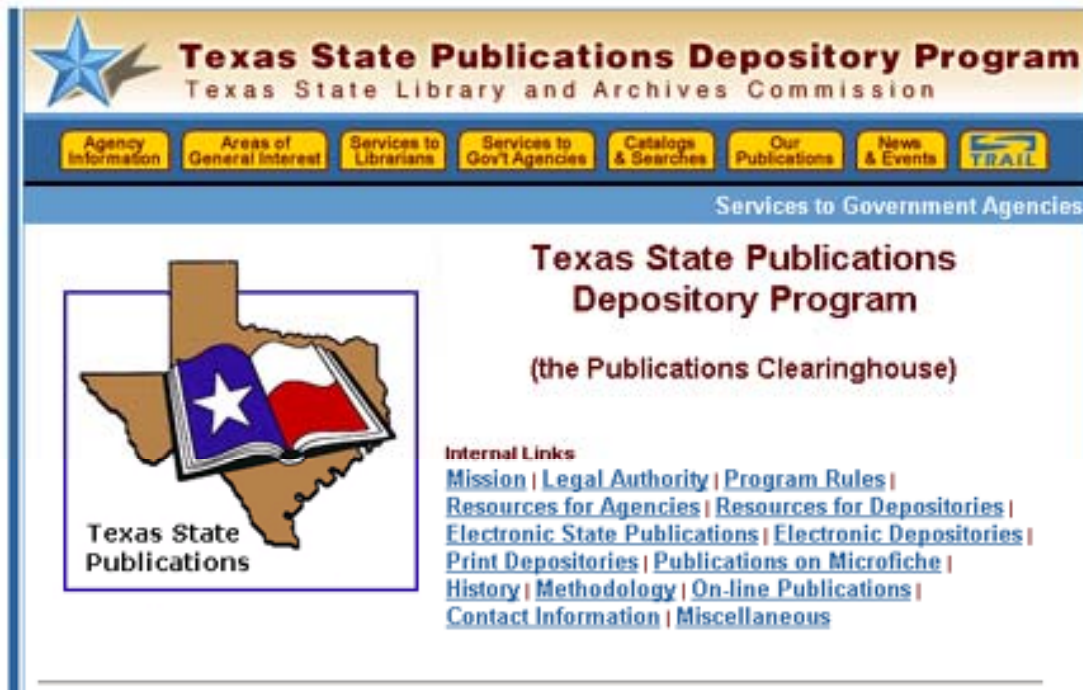 Texas State Publications Depository Program
Texas State Library and Archives Commission
Agency Information
Areas of General Interest
Services to Librarians
Services to Gov't Agencies
Catalogs & Searches
Our Publications
News & Events
TRAIL
Services to Government Agencies
Texas State Publications
Depository Program
(the Publications Clearinghouse)
Texas State
Publications
Internal Links
Mission | Legal Authority | Program Rules |
Resources for Agencies | Resources for Depositories |
Electronic State Publications | Electronic Depositories |
Print Depositories | Publications on Microfiche |
History | Methodology | On-line Publications |
Contact Information | Miscellaneous